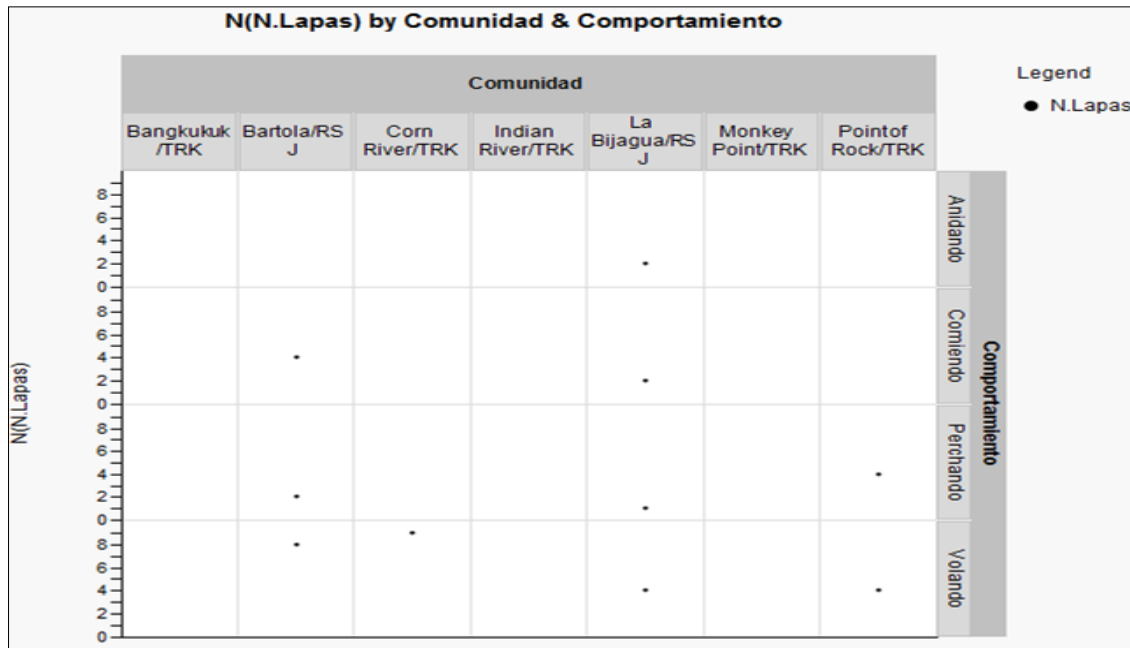 N(N.Lapas) by Comunidad & Comportamiento
Comunidad
Legend
N.Lapas
Bangkukuk
/TRK
Bartola/RS
J
Corn
River/TRK
Indian
River/TRK
La
Bijagua/RS
J
Monkey
Point/TRK
Pointof
Rock/TRK
N(N.Lapas)
8
6
4
2
0
8
6
4
2
0
8
6
4
2
0
8
6
4
2
0
Anidando
Comiendo
Perchando
Volando
Comportamiento